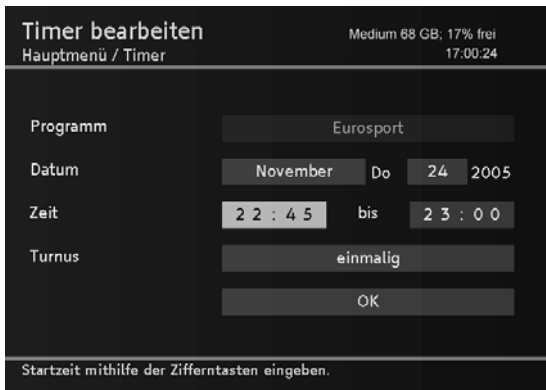 Timer bearbeiten
Medium 68 GB; 17% frei
Hauptmenü / Timer
17:00:24
Programm Eurosport
Datum November Do 24 2005
Zeit 22:45 bis 23:00
Turnus einmalig
OK
Startzeit mithilfe der Zifferntasten eingeben.